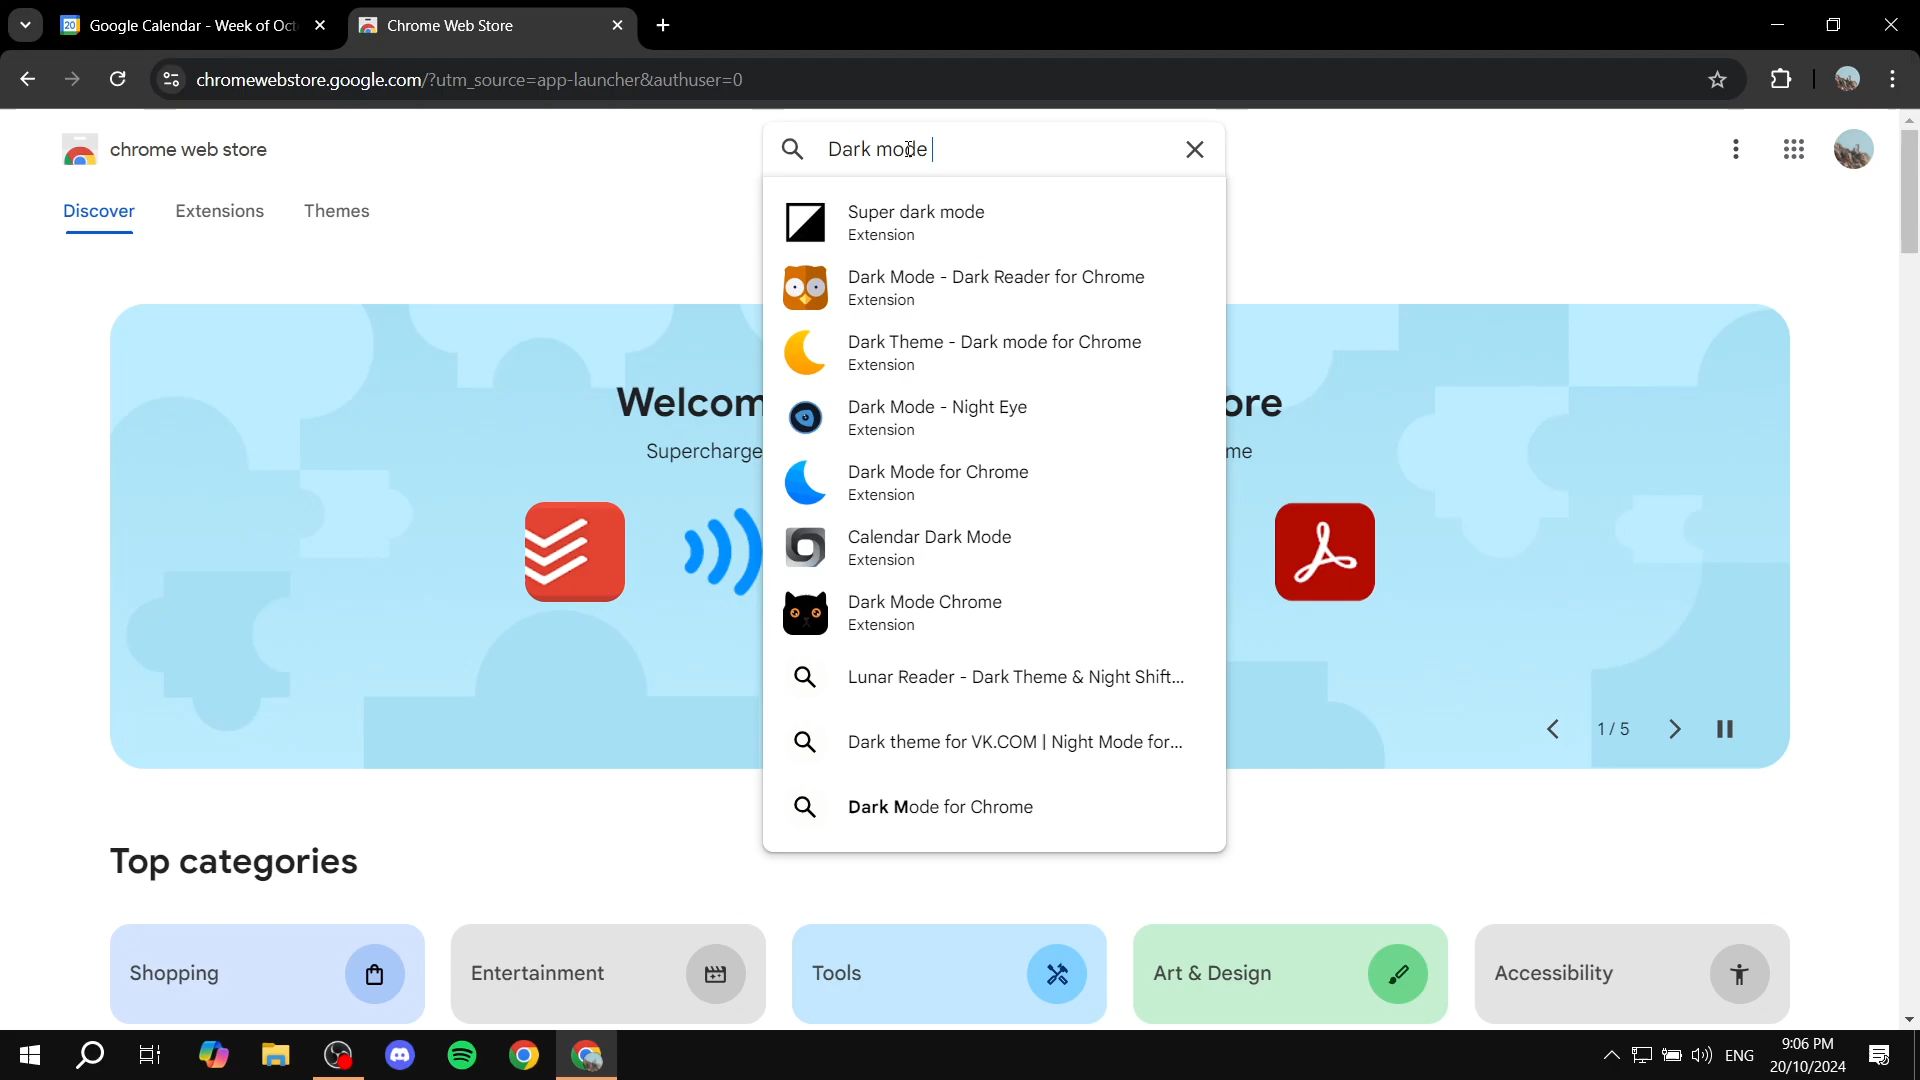 Google Calendar - Week of Oct
Chrome Web Store
chromewebstore.google.com/?utm_source=app-launcher&authuser=0
chrome web store
Dark mode
Discover
Extensions
Themes
Super dark mode
Extension
Dark Mode - Dark Reader for Chrome
Extension
Dark Theme - Dark mode for Chrome
Extension
Dark Mode - Night Eye
Extension
Dark Mode for Chrome
Extension
Calendar Dark Mode
Extension
Dark Mode Chrome
Extension
Lunar Reader - Dark Theme & Night Shift...
Dark theme for VK.COM | Night Mode for...
Dark Mode for Chrome
Welcom
ore
Supercharge
me
1 / 5
Top categories
Shopping
Entertainment
Tools
Art & Design
Accessibility
20
ENG
9:06 PM
20/10/2024